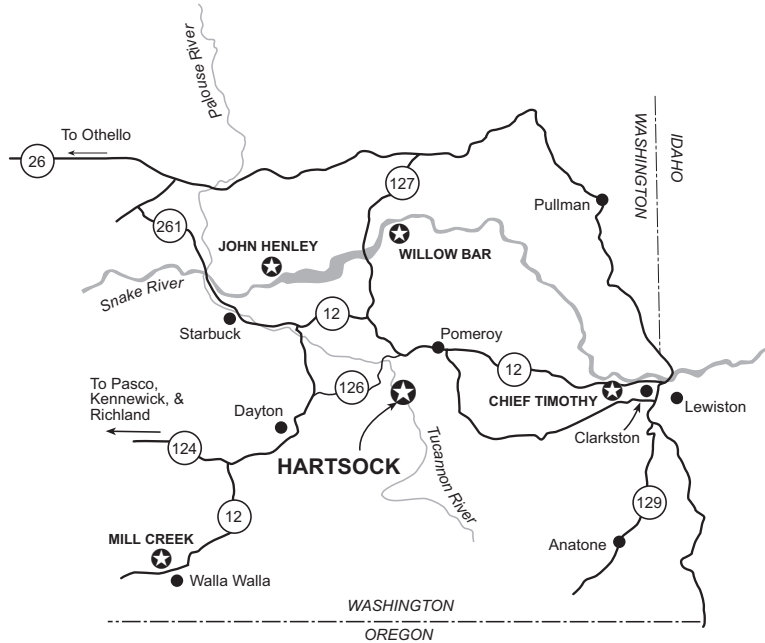 Palouse River
To Othello
26
WASHINGTON
IDAHO
127
Pullman
261
JOHN HENLEY
WILLOW BAR
Snake River
12
Starbuck
Pomeroy
12
To Pasco,
Kennewick, &
Richland
126
CHIEF TIMOTHY
Lewiston
Dayton
Clarkston
124
HARTSOCK
Tucannon
River
12
129
MILL CREEK
Anatone
Walla Walla
WASHINGTON
OREGON